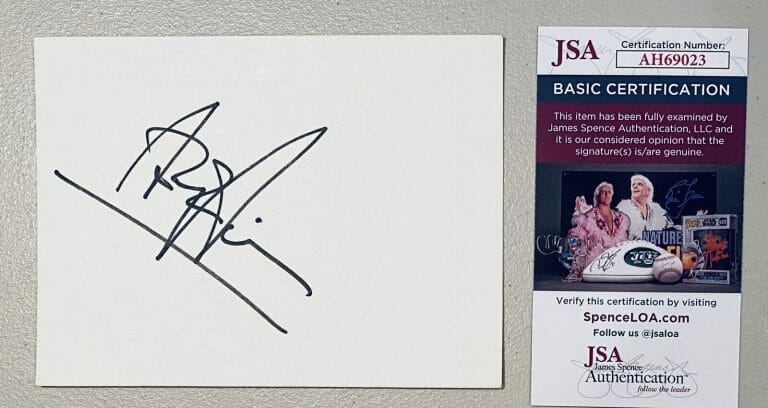 JSA
Certification Number:
AH69023
BASIC CERTIFICATION
This item has been fully examined by
James Spence Authentication, LLC and
it is our considered opinion that the
signature(s) is/are genuine.
NATURE
JETS
Verify this certification by visiting
SpenceLOA.com
Follow us @jsaloa
JSA
James Spence
Authentication
follow the leader